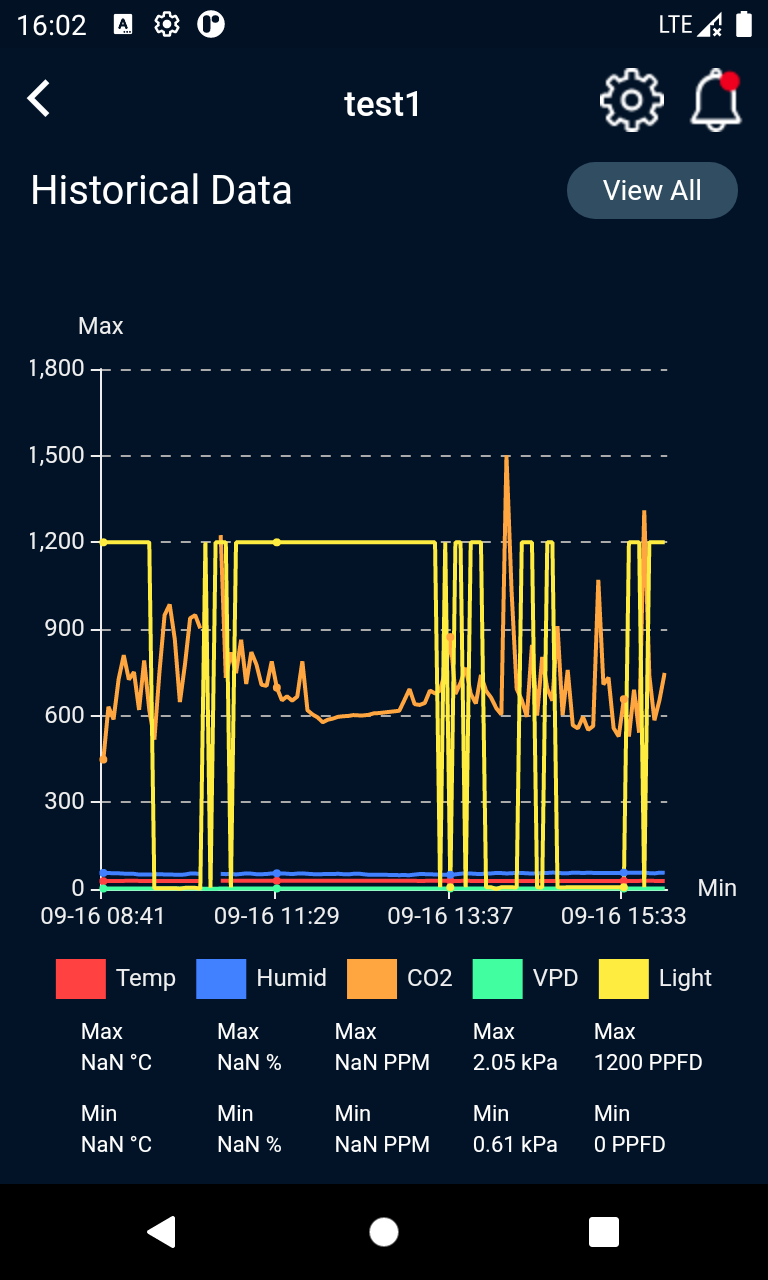 16:02 LTE
test1
Historical Data View All
Max
1,800
1,500
1,200
900
600
300
0 Min
09-16 08:41 09-16 11:29 09-16 13:37 09-16 15:33
Temp Humid CO2 VPD Light
Max Max Max Max Max
NaN °C NaN % NaN PPM 2.05 kPa 1200 PPFD
Min Min Min Min Min
NaN °C NaN % NaN PPM 0.61 kPa 0 PPFD